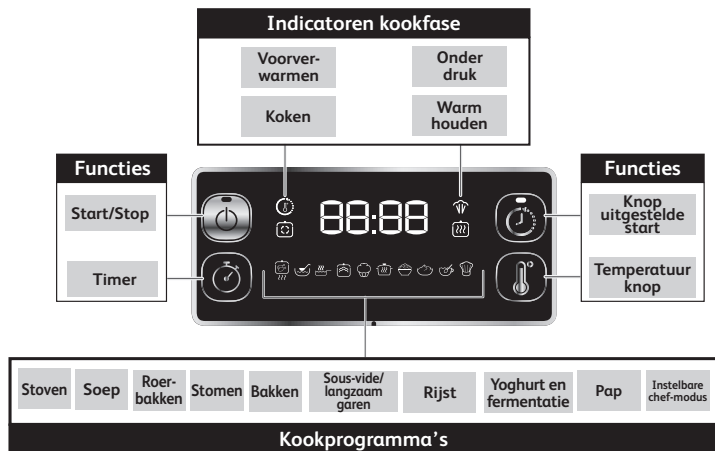 Indicatoren kookfase
Voorver-
warmen
Onder
druk
Koken
Warm
houden
Functies
Start/Stop
Timer
88:88
Functies
Knop
uitgestelde
start
Temperatuur
knop
Stoven
Soep
Roer-
bakken
Stomen
Bakken
Sous-vide/
langzaam
garen
Rijst
Yoghurt en
fermentatie
Pap
Instelbare
chef-modus
Kookprogramma's